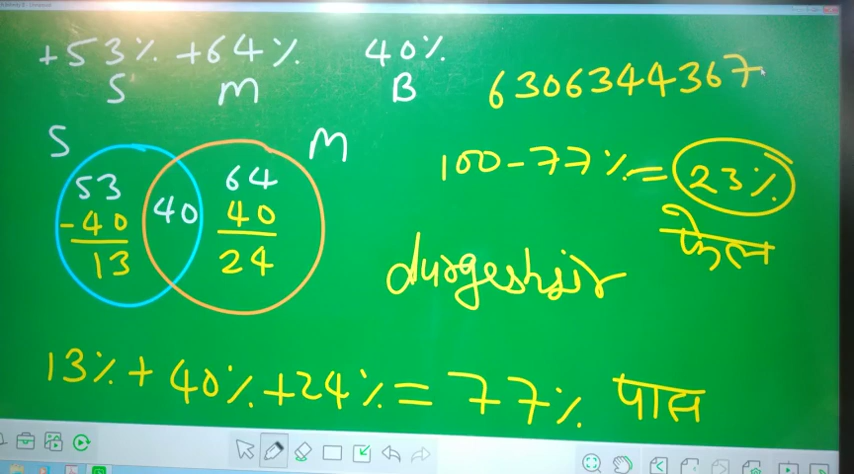 +53% +64% 40%
S M B
6306344367
S M
53 64
-40 40 40
13 24
100-77%=23%
फेल
durgeshsir
13%+40%+24%=77% पास